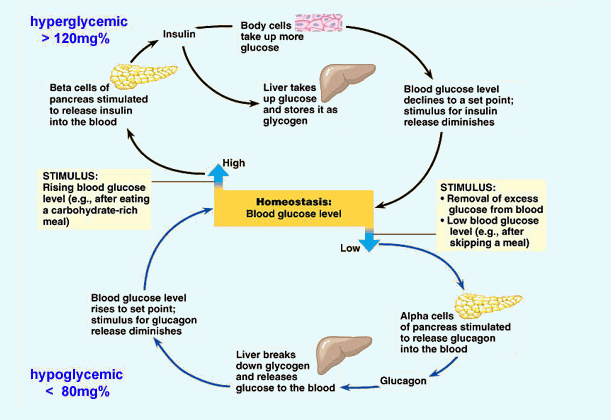 hyperglycemic
> 120mg%
Insulin
Body cells
take up more
glucose
Beta cells of
pancreas stimulated
to release insulin
into the blood
Liver takes
up glucose
and stores it as
glycogen
Blood glucose level
declines to a set point;
stimulus for insulin
release diminishes
High
STIMULUS:
Rising blood glucose
level (e.g., after eating
a carbohydrate-rich
meal)
Homeostasis:
Blood glucose level
STIMULUS:
• Removal of excess
glucose from blood
• Low blood glucose
level (e.g., after
skipping a meal)
Low
Blood glucose level
rises to set point;
stimulus for glucagon
release diminishes
Alpha cells
of pancreas stimulated
to release glucagon
into the blood
Liver breaks
down glycogen
and releases
glucose to the blood
Glucagon
hypoglycemic
< 80mg%